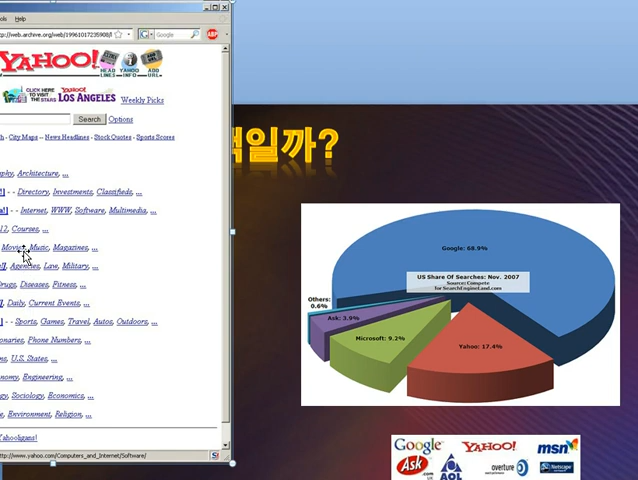 ols Help
tp://web.archive.org/web/19961017235908/
Google
ABP
YAHOO!
HEAD LINES YAHOO INFO ADD URL
CLICK HERE TO VISIT THE STARS YAHOO! LOS ANGELES Weekly Picks
Search Options
h - City Maps -- News Headlines - Stock Quotes - Sports Scores
일까?
phy, Architecture, ...
!] - - Directory, Investments, Classifieds, ...
a!] - - Internet, WWW, Software, Multimedia, ...
12, Courses, ...
Movies, Music, Magazines, ...
], Agencies, Law, Military, ...
Drugs, Diseases, Fitness, ...
], Daily, Current Events, ...
] - - Sports, Games, Travel, Autos, Outdoors, ...
onaries, Phone Numbers, ...
ns, U.S. States, ...
nomy, Engineering, ...
gy, Sociology, Economics, ...
e, Environment, Religion, ...
Yahooligans!
http://www.yahoo.com/Computers_and_Internet/Software/
Google: 68.9%
US Share Of Searches: Nov. 2007
Source: Compete
for SearchEngineLand.com
Others: 0.6%
Ask: 3.9%
Microsoft: 9.2%
Yahoo: 17.4%
Google YAHOO! msn
Ask AOL overture Netscape